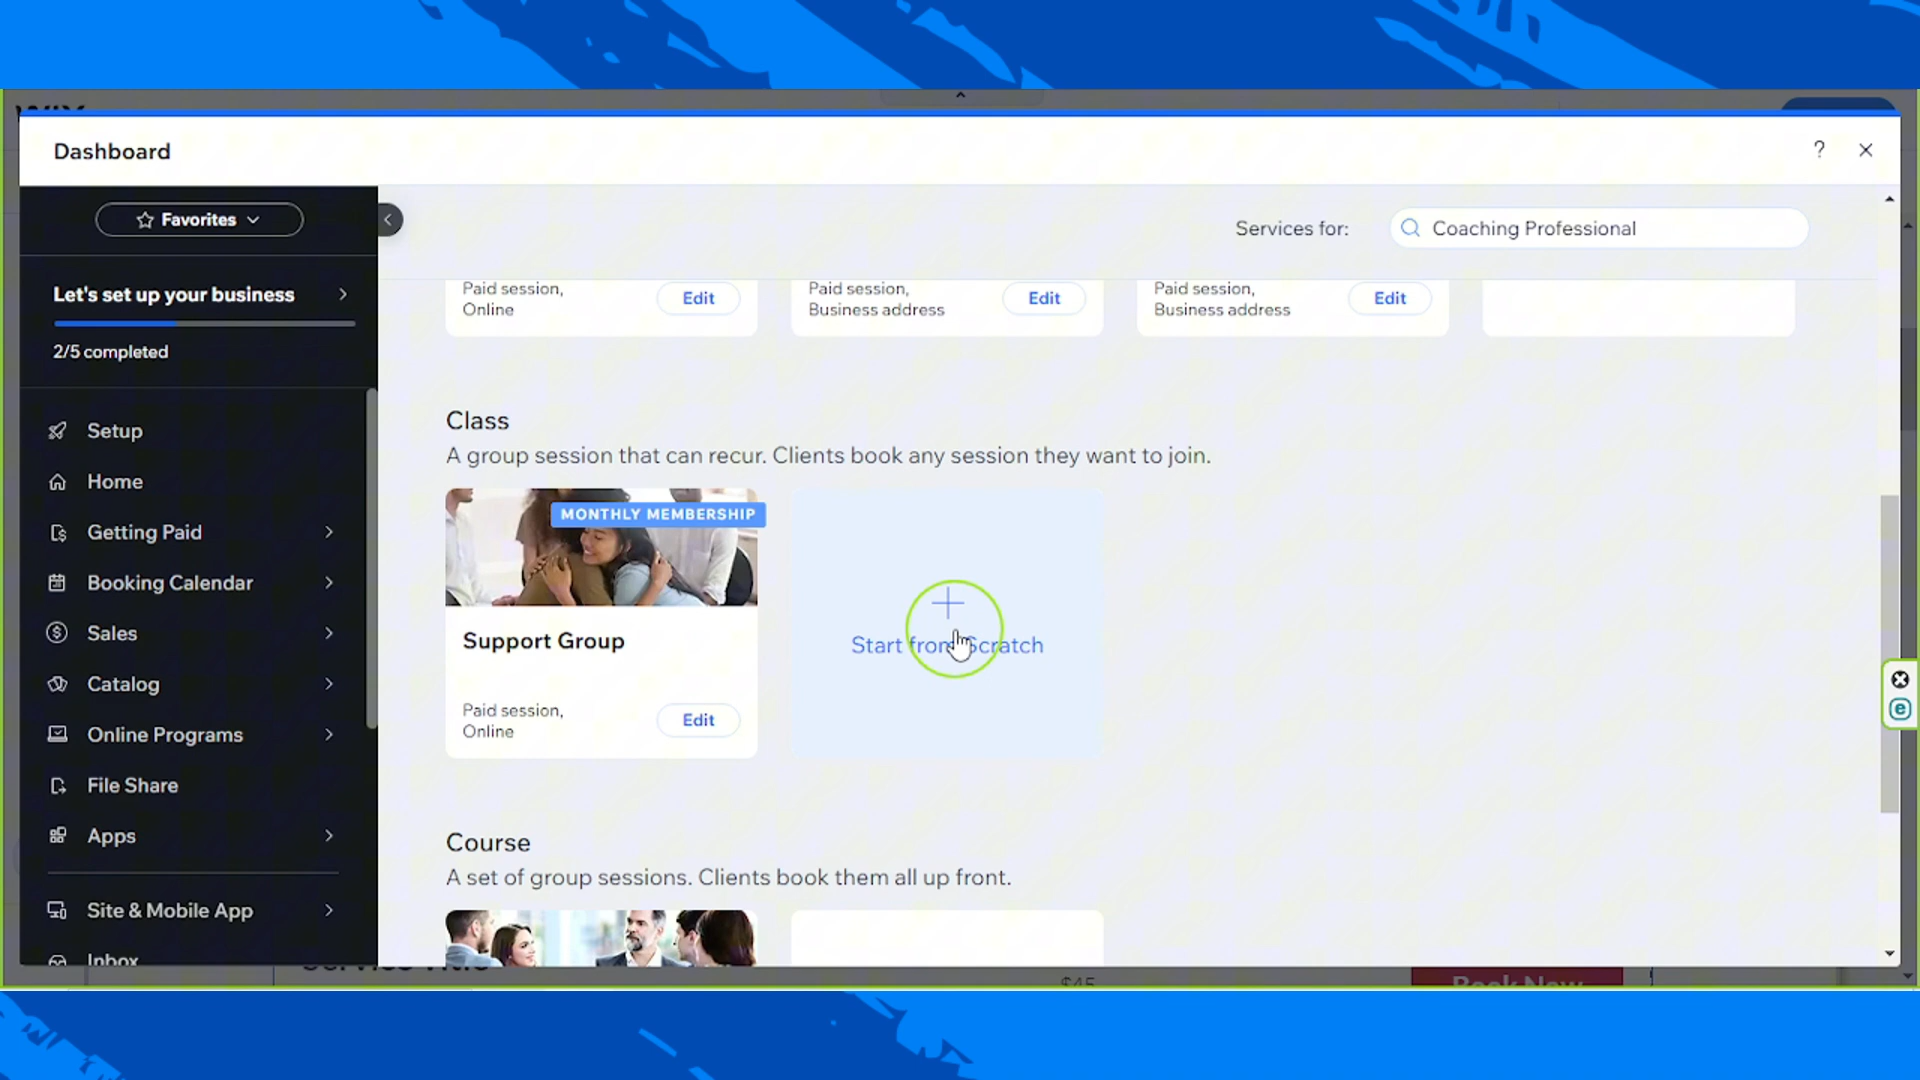 Dashboard
?
Favorites
Services for:
Coaching Professional
Let's set up your business
2/5 completed
Paid session,
Online
Edit
Paid session,
Business address
Edit
Paid session,
Business address
Edit
Setup
Home
Getting Paid
Booking Calendar
Sales
Catalog
Online Programs
File Share
Apps
Site & Mobile App
Inbox
Class
A group session that can recur. Clients book any session they want to join.
MONTHLY MEMBERSHIP
Support Group
Paid session,
Online
Edit
Start from Scratch
Course
A set of group sessions. Clients book them all up front.
$45
Book Now